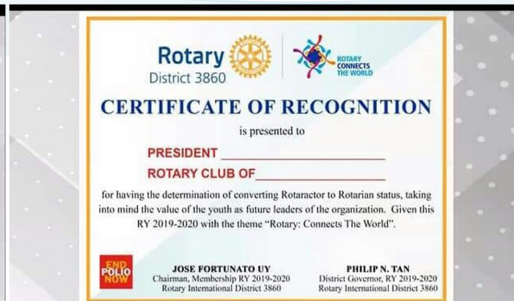 Rotary
District 3860
ROTARY
CONNECTS
THE WORLD
CERTIFICATE OF RECOGNITION
is presented to
PRESIDENT
ROTARY CLUB OF
for having the determination of converting Rotaractor to Rotarian status, taking
into mind the value of the youth as future leaders of the organization. Given this
RY 2019-2020 with the theme “Rotary: Connects The World”.
END
POLIO
NOW
JOSE FORTUNATO UY
Chairman, Membership RY 2019-2020
Rotary International District 3860
PHILIP N. TAN
District Governor, RY 2019-2020
Rotary International District 3860